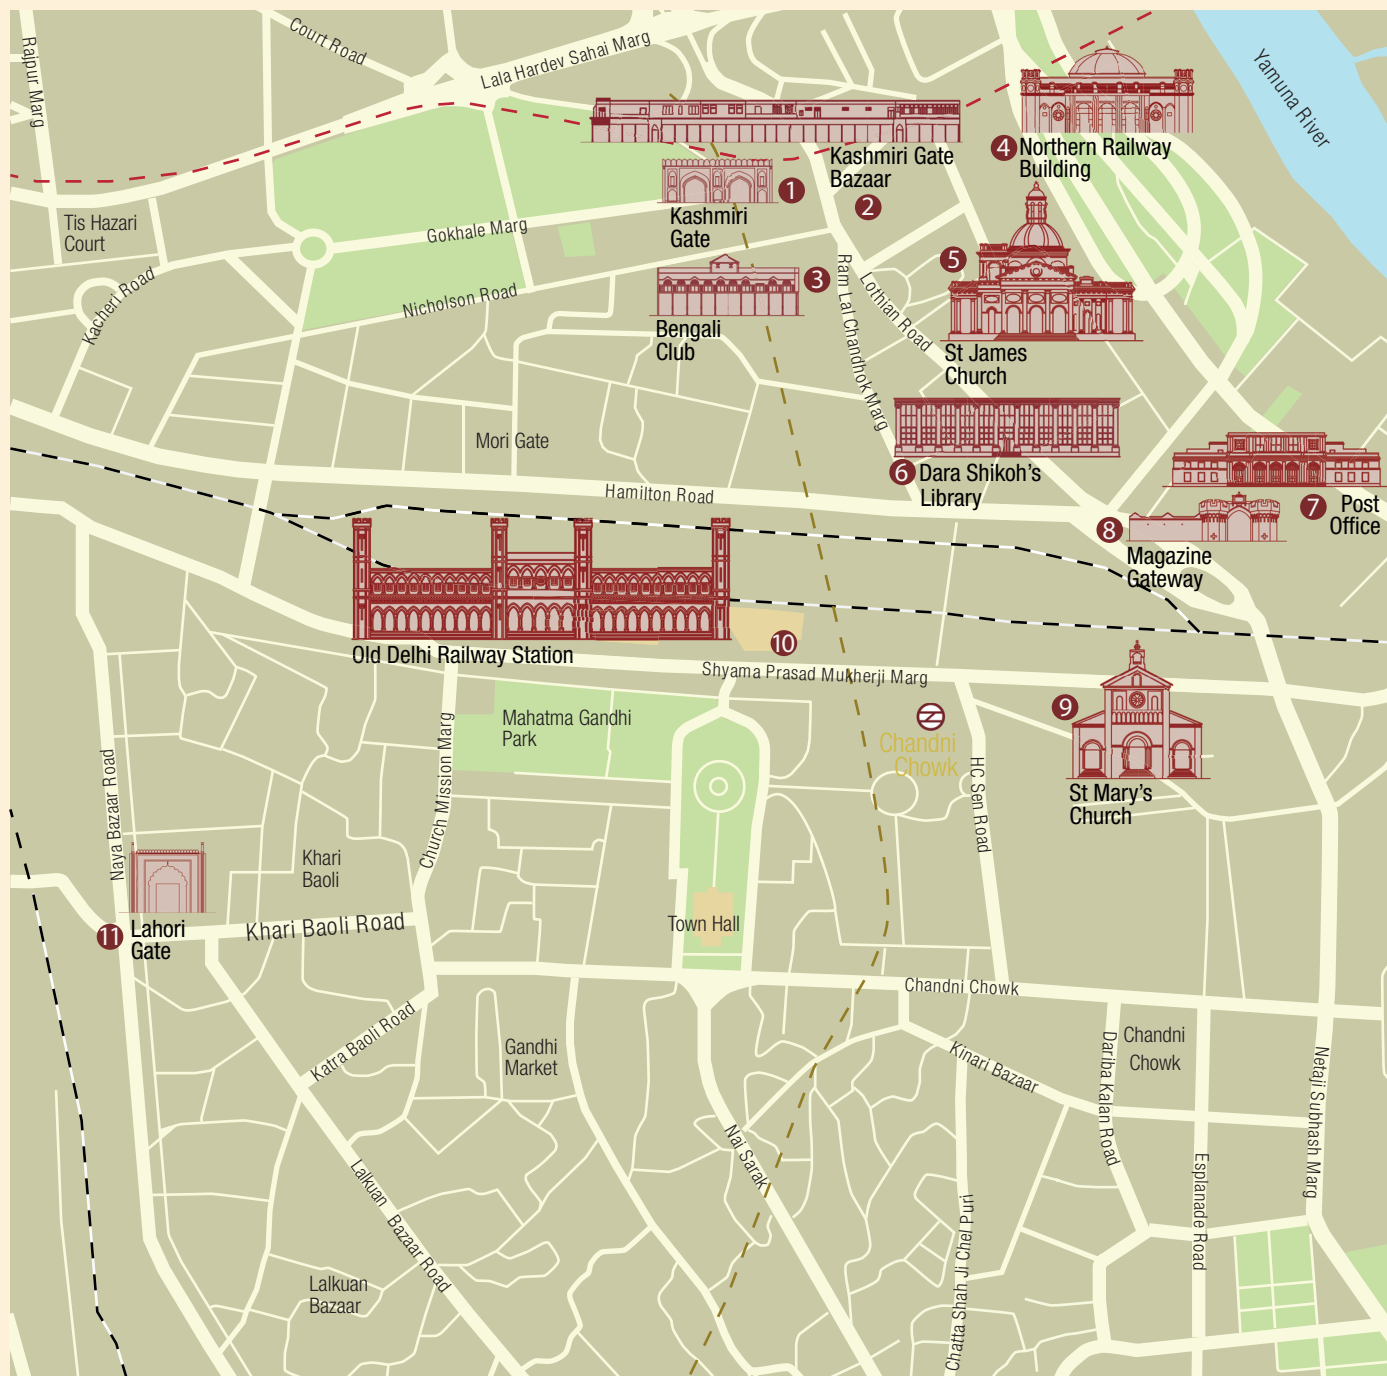 Rajpur Marg
Court Road
Lala Hardev Sahai Marg
Yamuna River
4 Northern Railway
Building
Kashmiri Gate
Bazaar
2
1
Kashmiri
Gate
Tis Hazari
Court
Gokhale Marg
Kacheri Road
Nicholson Road
3
Bengali
Club
Ram Lal Chandhok Marg
Lothian Road
5
St James
Church
Mori Gate
Hamilton Road
6 Dara Shikoh's
Library
7 Post
Office
8
Magazine
Gateway
10
Old Delhi Railway Station
Shyama Prasad Mukherji Marg
Mahatma Gandhi
Park
Church Mission Marg
Chandni
Chowk
HC Sen Road
9
St Mary's
Church
Naya Bazaar Road
Khari
Baoli
11 Lahori
Gate
Khari Baoli Road
Town Hall
Chandni Chowk
Katra Baoli Road
Gandhi
Market
Kinari Bazaar
Dariba Kalan Road
Chandni
Chowk
Netaji Subhash Marg
Nai Sarak
Lalkuan Bazaar Road
Esplanade Road
Chatta Shah Ji Chel Puri
Lalkuan
Bazaar